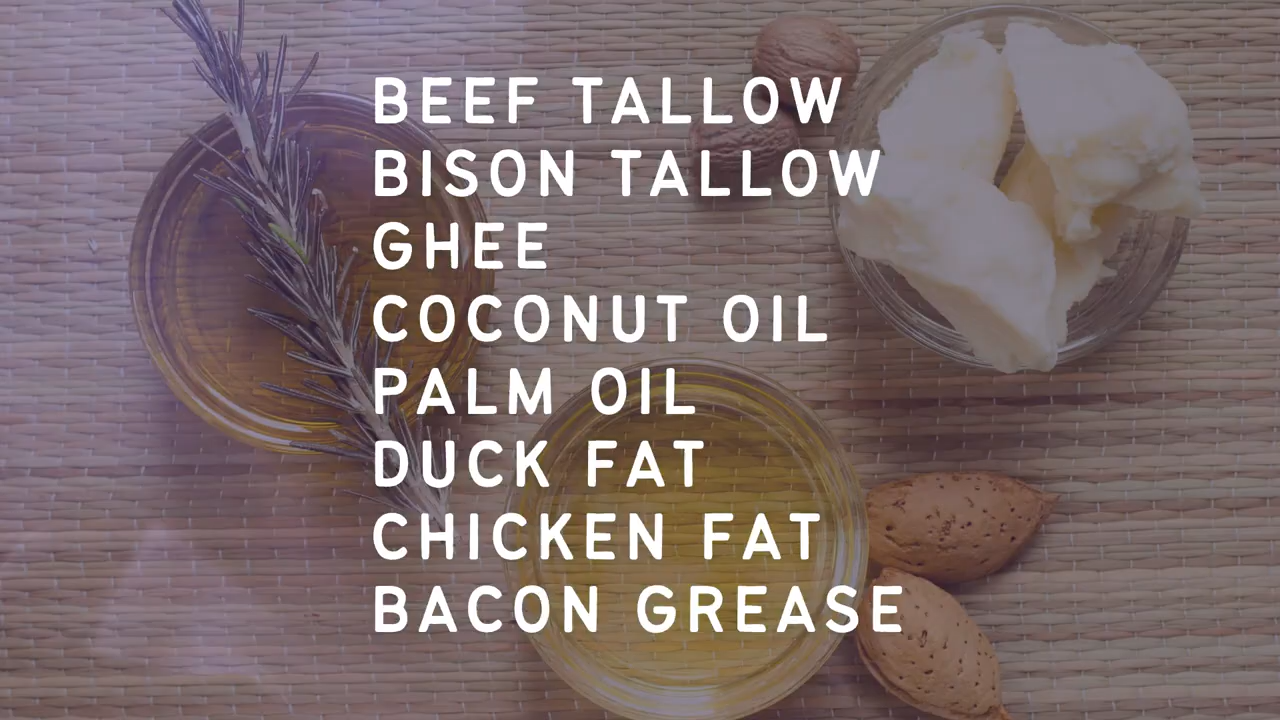 BEEF TALLOW
BISON TALLOW
GHEE
COCONUT OIL
PALM OIL
DUCK FAT
CHICKEN FAT
BACON GREASE